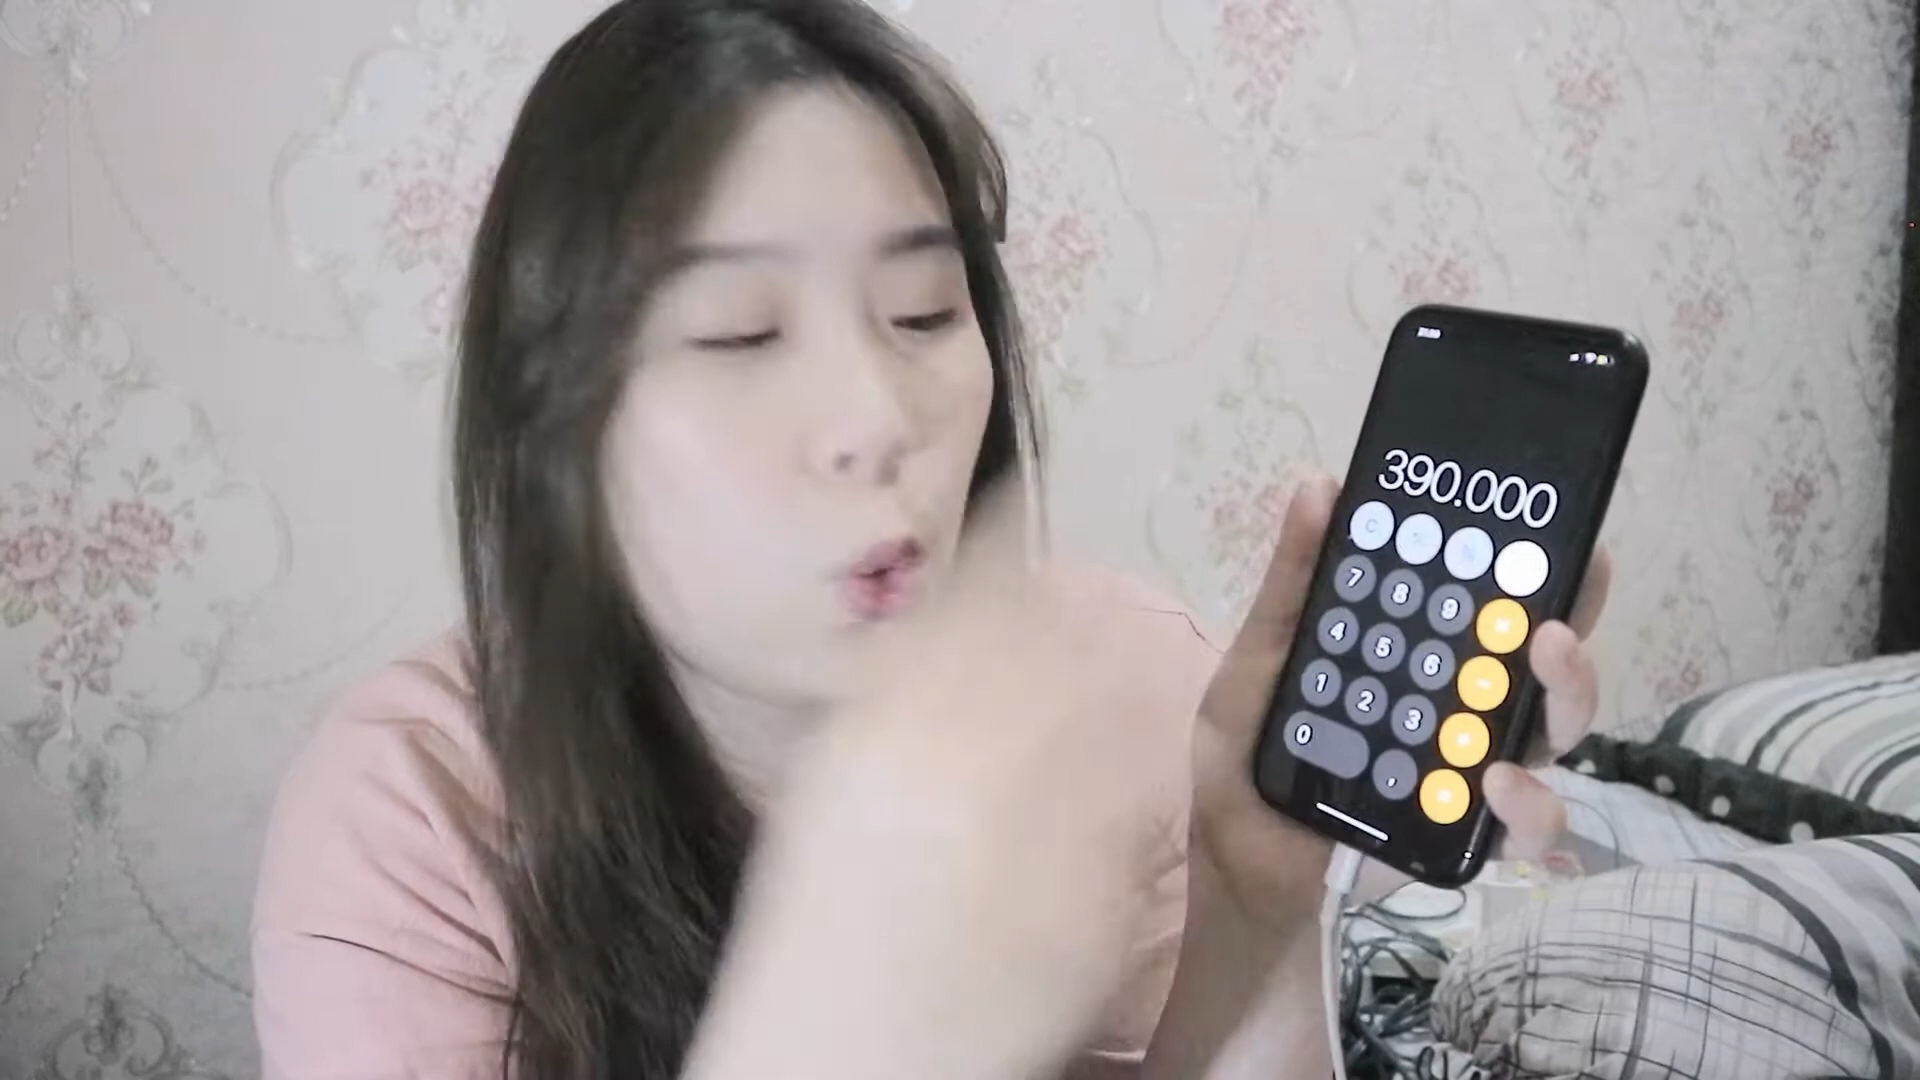 390.000
C %
7 8 9 ×
4 5 6 -
1 2 3 +
0 , =